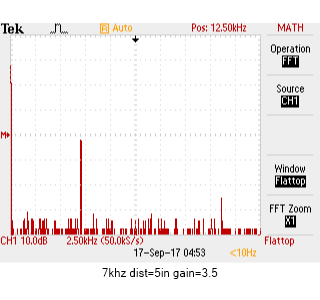 Tek Auto Pos: 12.50kHz MATH
Operation
FFT
Source
CH1
M
Window
Flattop
FFT Zoom
X1
CH1 10.0dB 2.50kHz (50.0kS/s) Flattop
17-Sep-17 04:53 <10Hz
7khz dist=5in gain=3.5